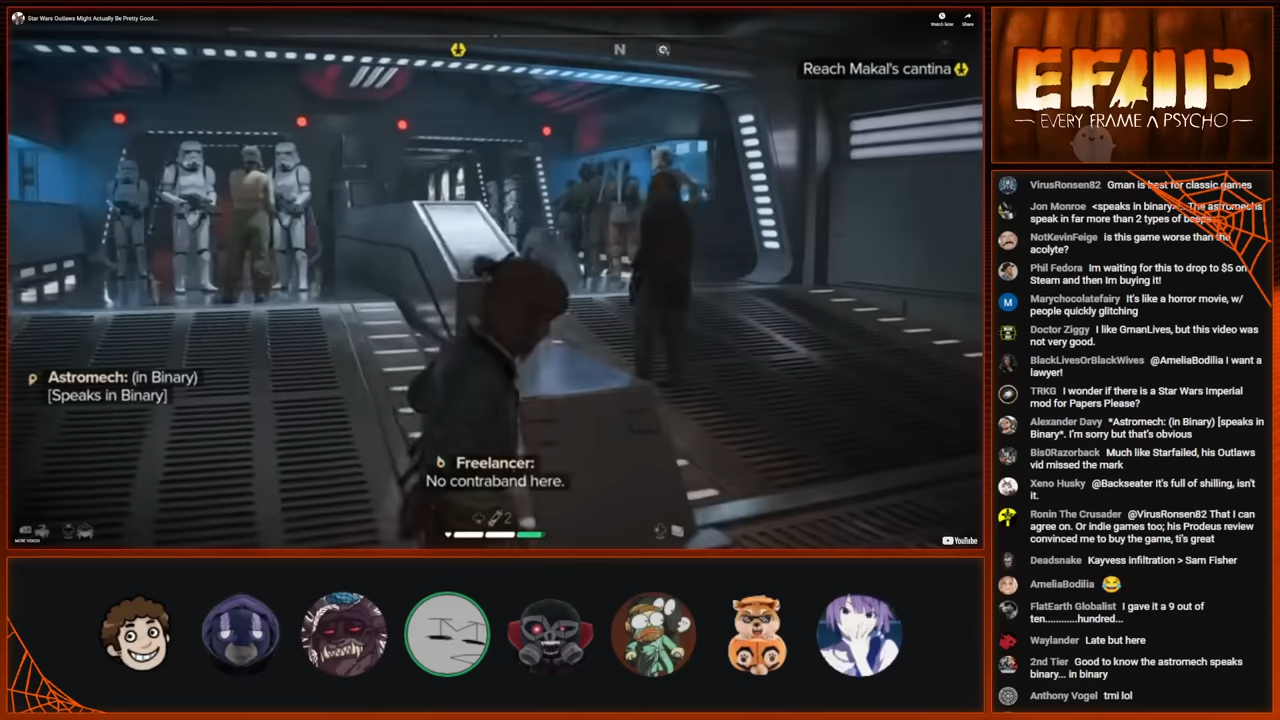 Star Wars Outlaws Might Actually Be Pretty Good...
Watch later
Share
N
Reach Makal's cantina
Astromech: (in Binary)
[Speaks in Binary]
Freelancer:
No contraband here.
2
MORE VIDEOS
YouTube
EFAP
EVERY FRAME A PSYCHO
VirusRonsen82 Gman is best for classic games
Jon Monroe <speaks in binary>... The astromechs
speak in far more than 2 types of beeps
NotKevinFeige is this game worse than the
acolyte?
Phil Fedora Im waiting for this to drop to $5 on
Steam and then Im buying it!
M
Marychocolatefairy It's like a horror movie, w/
people quickly glitching
Doctor Ziggy I like GmanLives, but this video was
not very good.
BlackLivesOrBlackWives @AmeliaBodilia I want a
lawyer!
TRKG I wonder if there is a Star Wars Imperial
mod for Papers Please?
Alexander Davy *Astromech: (in Binary) [speaks in
Binary*. I'm sorry but that's obvious
Bis0Razorback Much like Starfailed, his Outlaws
vid missed the mark
Xeno Husky @Backseater It's full of shilling, isn't
it.
Ronin The Crusader @VirusRonsen82 That I can
agree on. Or indie games too; his Prodeus review
convinced me to buy the game, ti's great
Deadsnake Kayvess infiltration > Sam Fisher
AmeliaBodilia 😂
FlatEarth Globalist I gave it a 9 out of
ten............hundred...
Waylander Late but here
2nd Tier Good to know the astromech speaks
binary... in binary
Anthony Vogel tmi lol